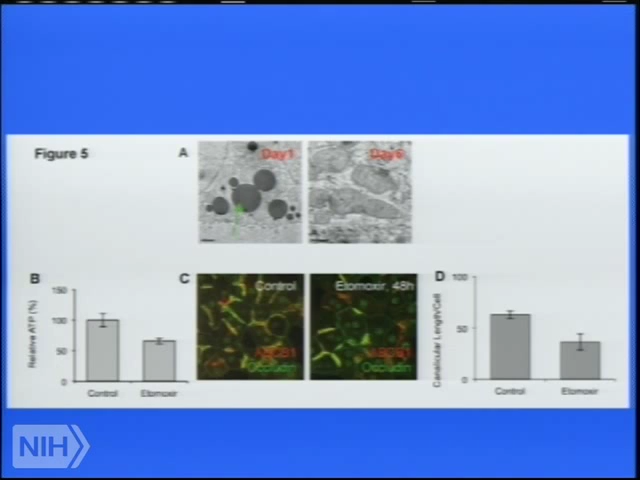 Figure 5
A
Day1
Day6
B
150
100
50
0
Relative ATP (%)
Control
Etomoxir
C
Control
ABCB1
Occludin
Etomoxir, 48h
ABCB1
Occludin
D
100
50
0
Canalicular Length/Cell
Control
Etomoxir
NIH